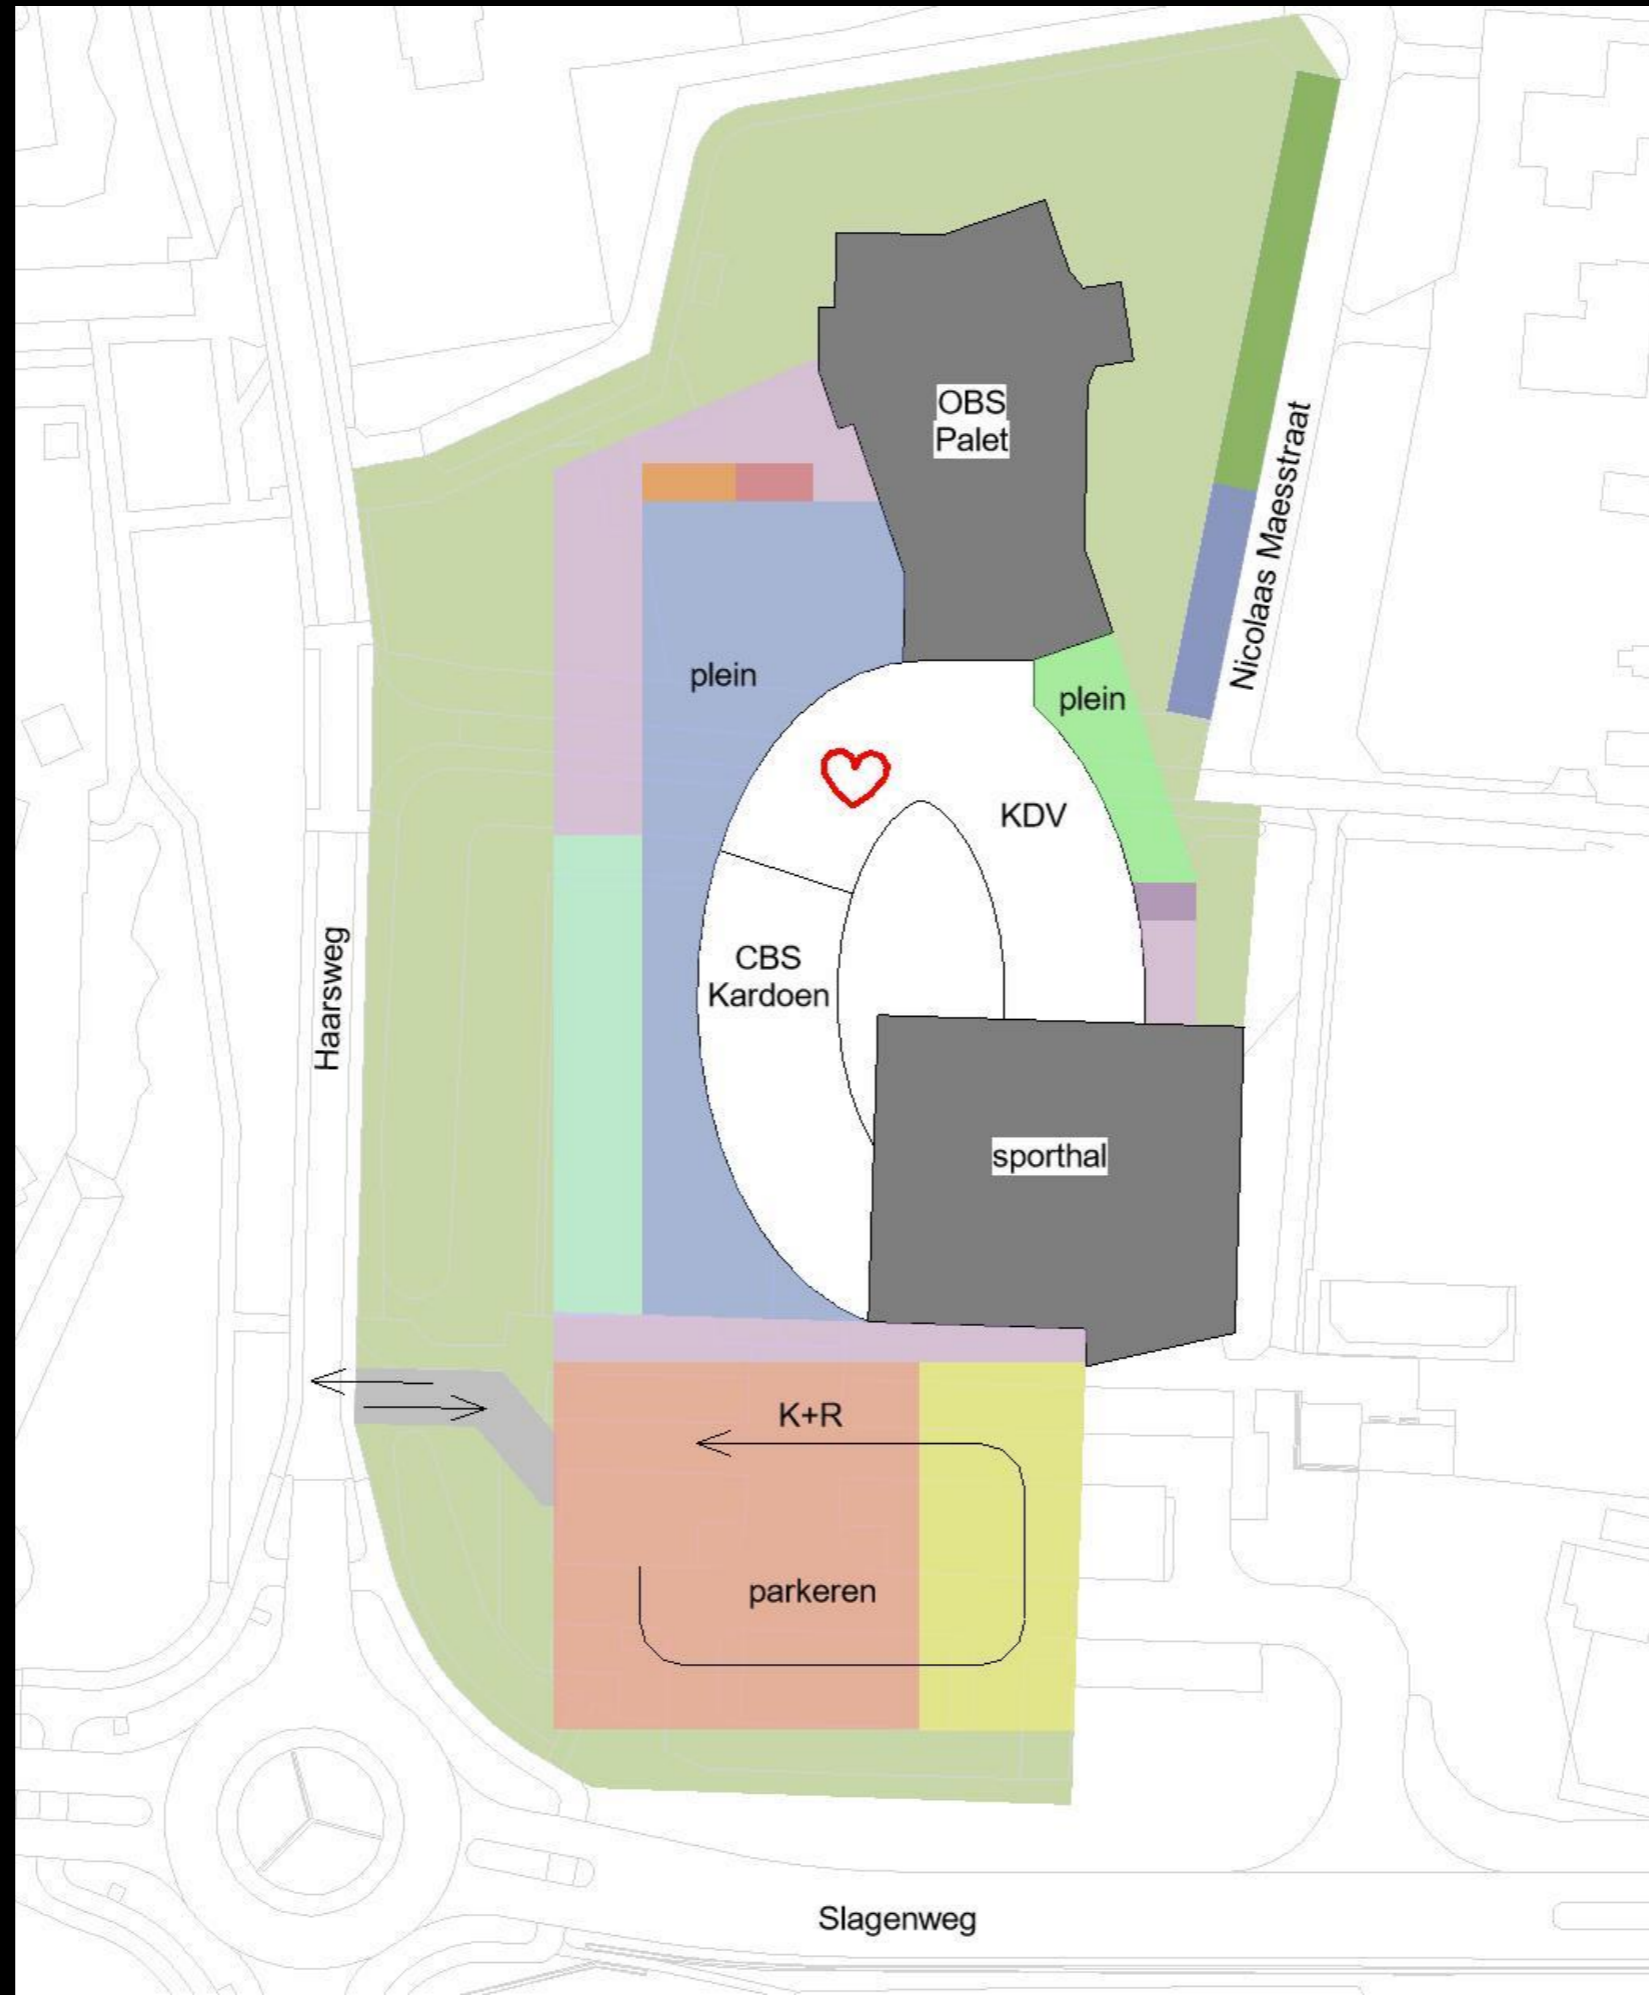 OBS
Palet
Nicolaas Maesstraat
plein
plein
KDV
CBS
Kardoen
Haarsweg
sporthal
K+R
parkeren
Slagenweg